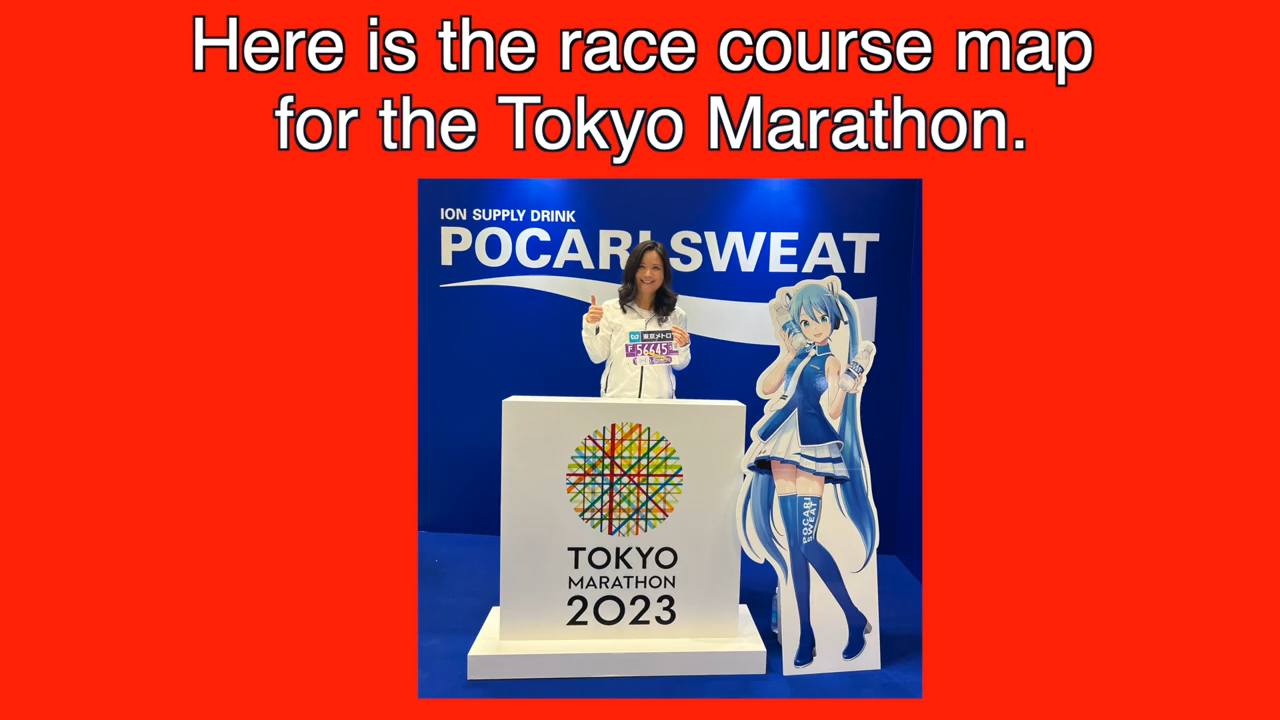 Here is the race course map
for the Tokyo Marathon.
ION SUPPLY DRINK
POCARI SWEAT
東京メトロ
F 56645
TOKYO
MARATHON
2023
POCARI
SWEAT